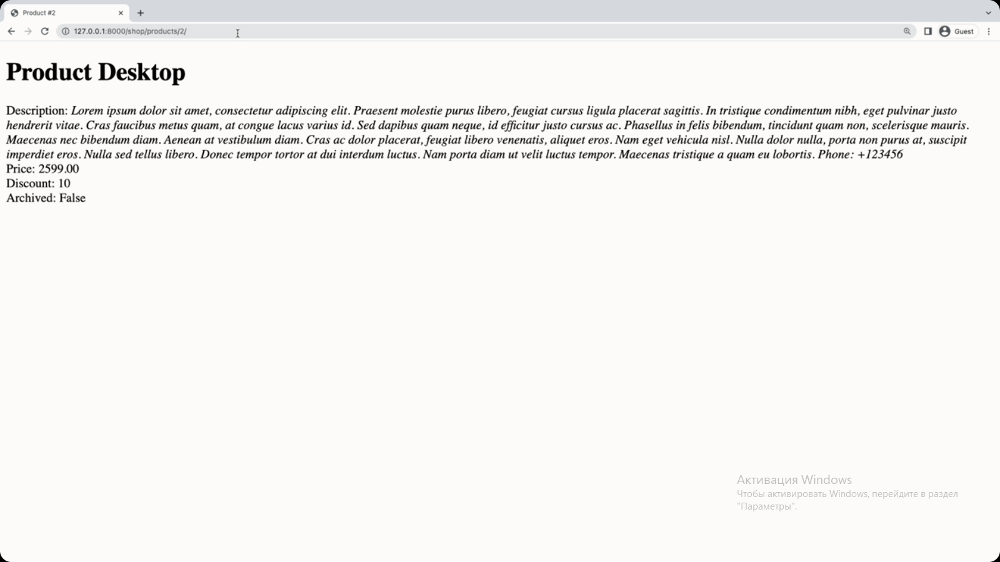 Product #2
127.0.0.1:8000/shop/products/2/
Guest
Product Desktop
Description: Lorem ipsum dolor sit amet, consectetur adipiscing elit. Praesent molestie purus libero, feugiat cursus ligula placerat sagittis. In tristique condimentum nibh, eget pulvinar justo
hendrerit vitae. Cras faucibus metus quam, at congue lacus varius id. Sed dapibus quam neque, id efficitur justo cursus ac. Phasellus in felis bibendum, tincidunt quam non, scelerisque mauris.
Maecenas nec bibendum diam. Aenean at vestibulum diam. Cras ac dolor placerat, feugiat libero venenatis, aliquet eros. Nam eget vehicula nisl. Nulla dolor nulla, porta non purus at, suscipit
imperdiet eros. Nulla sed tellus libero. Donec tempor tortor at dui interdum luctus. Nam porta diam ut velit luctus tempor. Maecenas tristique a quam eu lobortis. Phone: +123456
Price: 2599.00
Discount: 10
Archived: False
Активация Windows
Чтобы активировать Windows, перейдите в раздел
"Параметры".